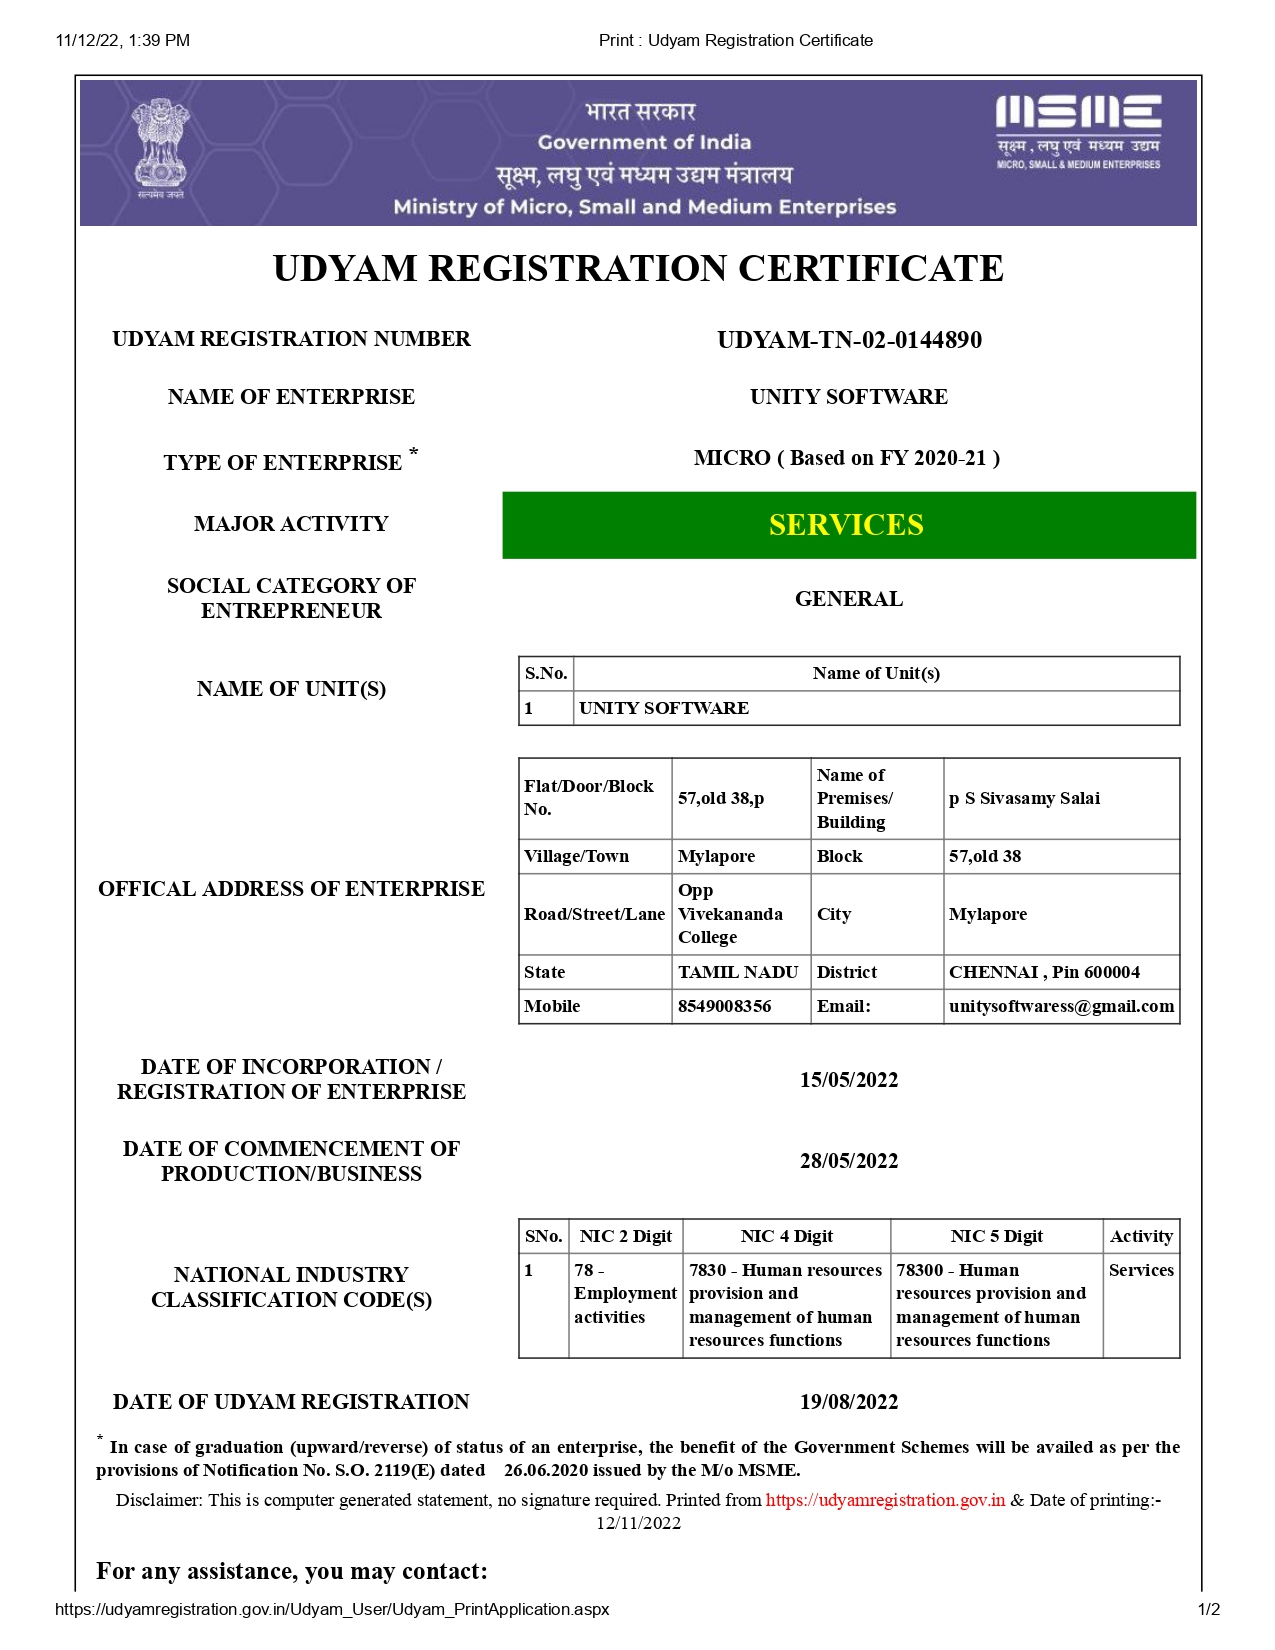 11/12/22, 1:39 PM
Print : Udyam Registration Certificate
भारत सरकार
Government of India
सूक्ष्म, लघु एवं मध्यम उद्यम मंत्रालय
Ministry of Micro, Small and Medium Enterprises
सत्यमेव जयते
MSME
सूक्ष्म , लघु एवं मध्यम उद्यम
MICRO, SMALL & MEDIUM ENTERPRISES
UDYAM REGISTRATION CERTIFICATE
UDYAM REGISTRATION NUMBER
UDYAM-TN-02-0144890
NAME OF ENTERPRISE
UNITY SOFTWARE
TYPE OF ENTERPRISE *
MICRO ( Based on FY 2020-21 )
MAJOR ACTIVITY
SERVICES
SOCIAL CATEGORY OF
ENTREPRENEUR
GENERAL
NAME OF UNIT(S)
S.No. Name of Unit(s)
1 UNITY SOFTWARE
OFFICAL ADDRESS OF ENTERPRISE
Flat/Door/Block
No.
57,old 38,p
Name of
Premises/
Building
p S Sivasamy Salai
Village/Town Mylapore Block 57,old 38
Road/Street/Lane
Opp
Vivekananda
College
City Mylapore
State TAMIL NADU District CHENNAI , Pin 600004
Mobile 8549008356 Email: unitysoftwaress@gmail.com
DATE OF INCORPORATION /
REGISTRATION OF ENTERPRISE
15/05/2022
DATE OF COMMENCEMENT OF
PRODUCTION/BUSINESS
28/05/2022
NATIONAL INDUSTRY
CLASSIFICATION CODE(S)
SNo. NIC 2 Digit NIC 4 Digit NIC 5 Digit Activity
1
78 -
Employment
activities
7830 - Human resources
provision and
management of human
resources functions
78300 - Human
resources provision and
management of human
resources functions
Services
DATE OF UDYAM REGISTRATION
19/08/2022
* In case of graduation (upward/reverse) of status of an enterprise, the benefit of the Government Schemes will be availed as per the
provisions of Notification No. S.O. 2119(E) dated 26.06.2020 issued by the M/o MSME.
Disclaimer: This is computer generated statement, no signature required. Printed from https://udyamregistration.gov.in & Date of printing:-
12/11/2022
For any assistance, you may contact:
https://udyamregistration.gov.in/Udyam_User/Udyam_PrintApplication.aspx
1/2